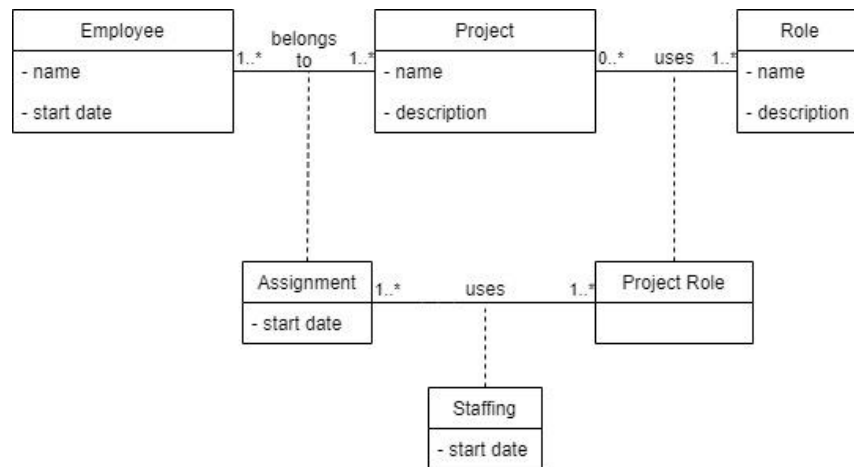 Employee
- name
- start date
1..*
belongs
to
1..*
Project
- name
- description
0..*
uses
1..*
Role
- name
- description
Assignment
- start date
1..*
uses
1..*
Project Role
Staffing
- start date